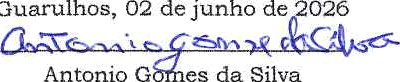 Guarulhos, 02 de junho de 2026
Antonio Gomes da Silva
Antonio Gomes da Silva